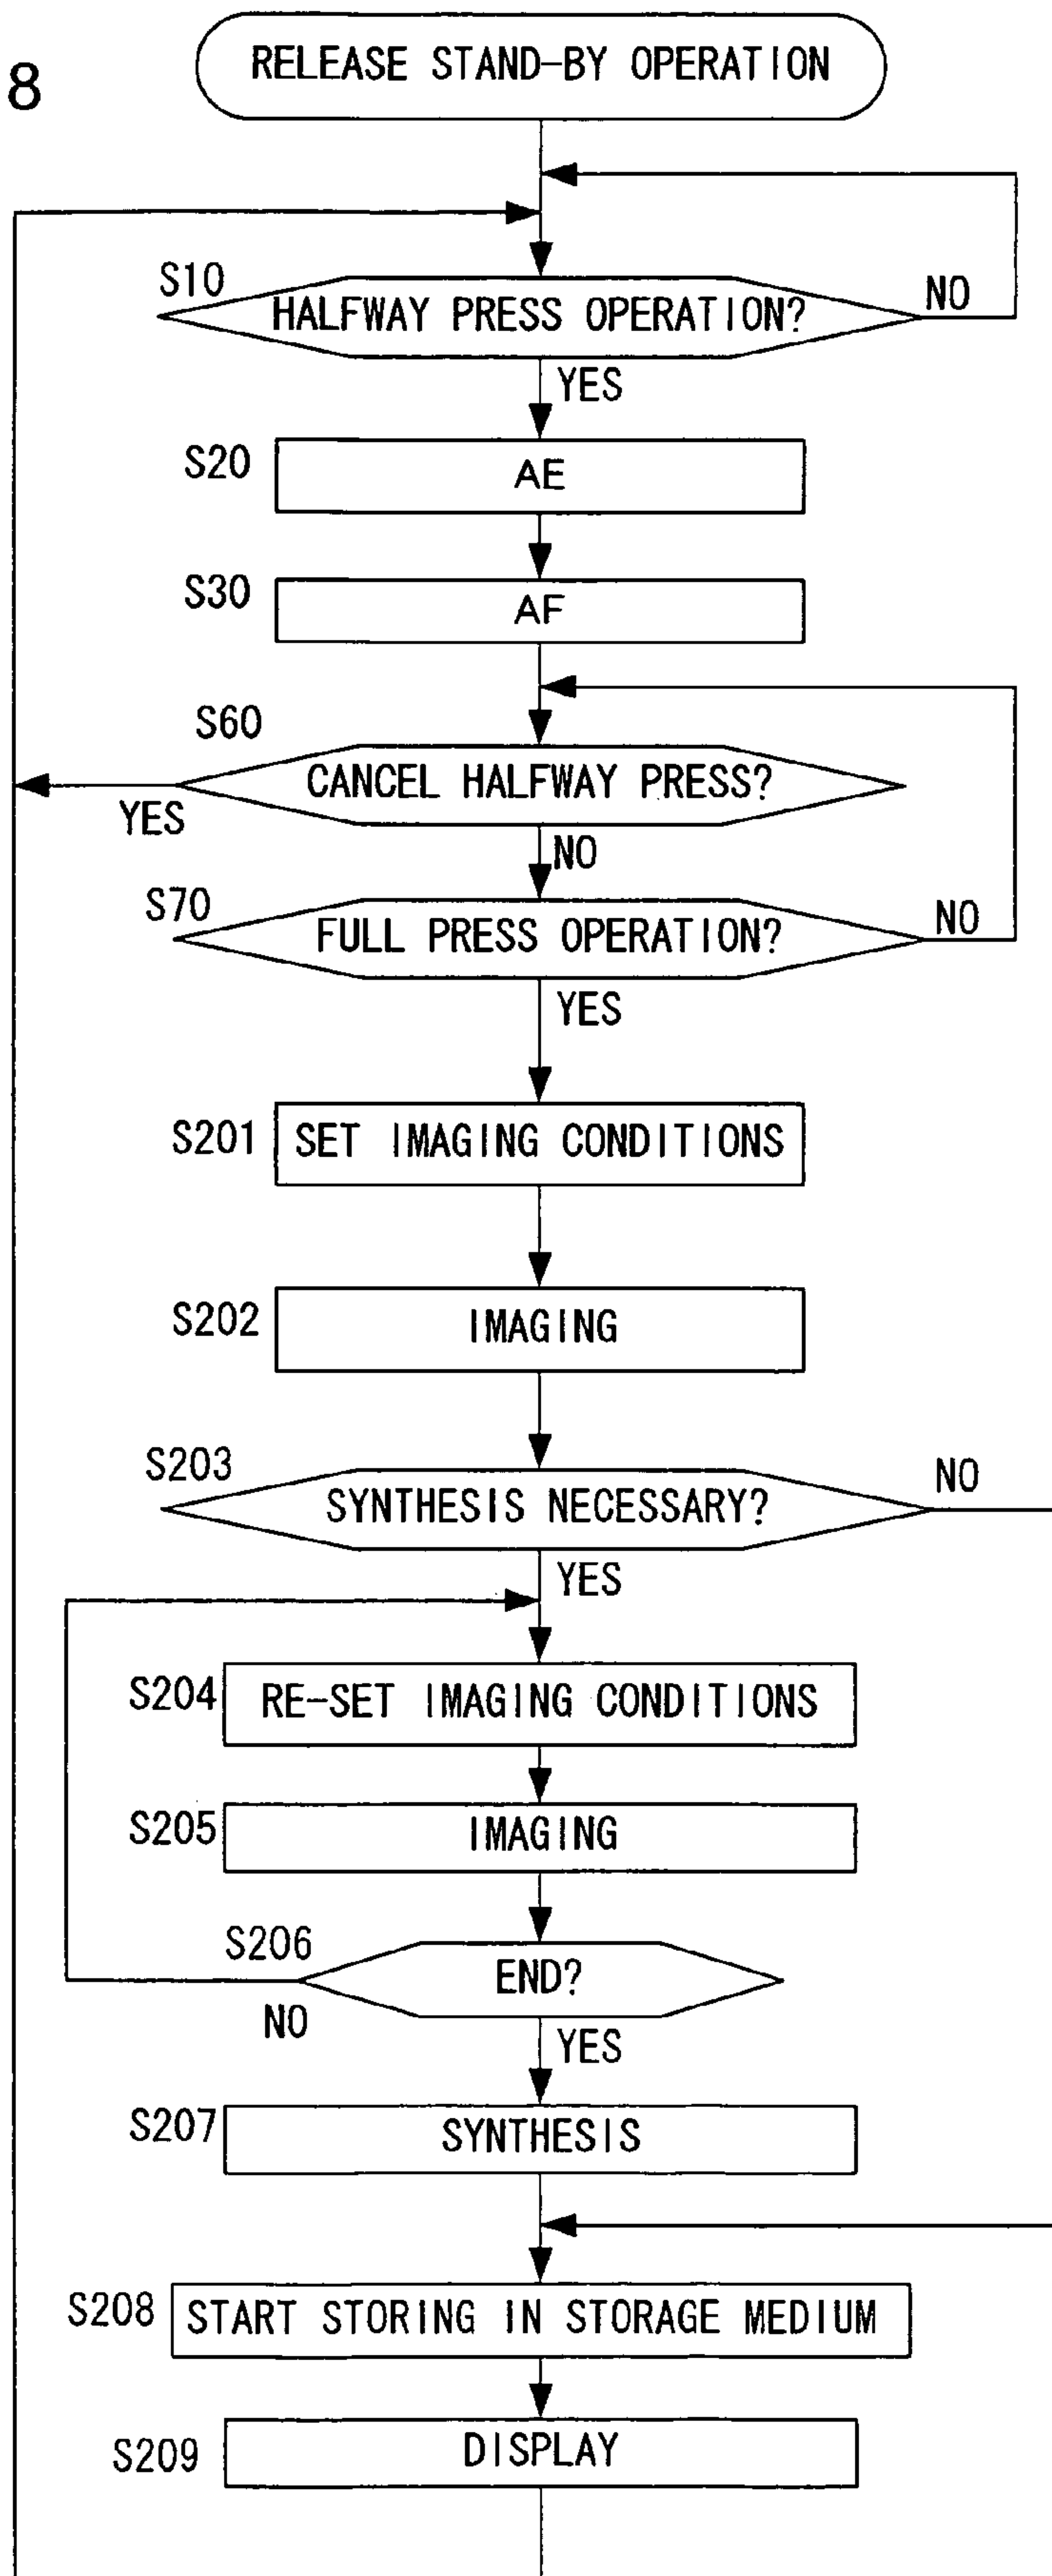 8
RELEASE STAND-BY OPERATION
S10
HALFWAY PRESS OPERATION?
NO
YES
S20
AE
S30
AF
S60
CANCEL HALFWAY PRESS?
YES
NO
S70
FULL PRESS OPERATION?
NO
YES
S201
SET IMAGING CONDITIONS
S202
IMAGING
S203
SYNTHESIS NECESSARY?
NO
YES
S204
RE-SET IMAGING CONDITIONS
S205
IMAGING
S206
END?
NO
YES
S207
SYNTHESIS
S208
START STORING IN STORAGE MEDIUM
S209
DISPLAY